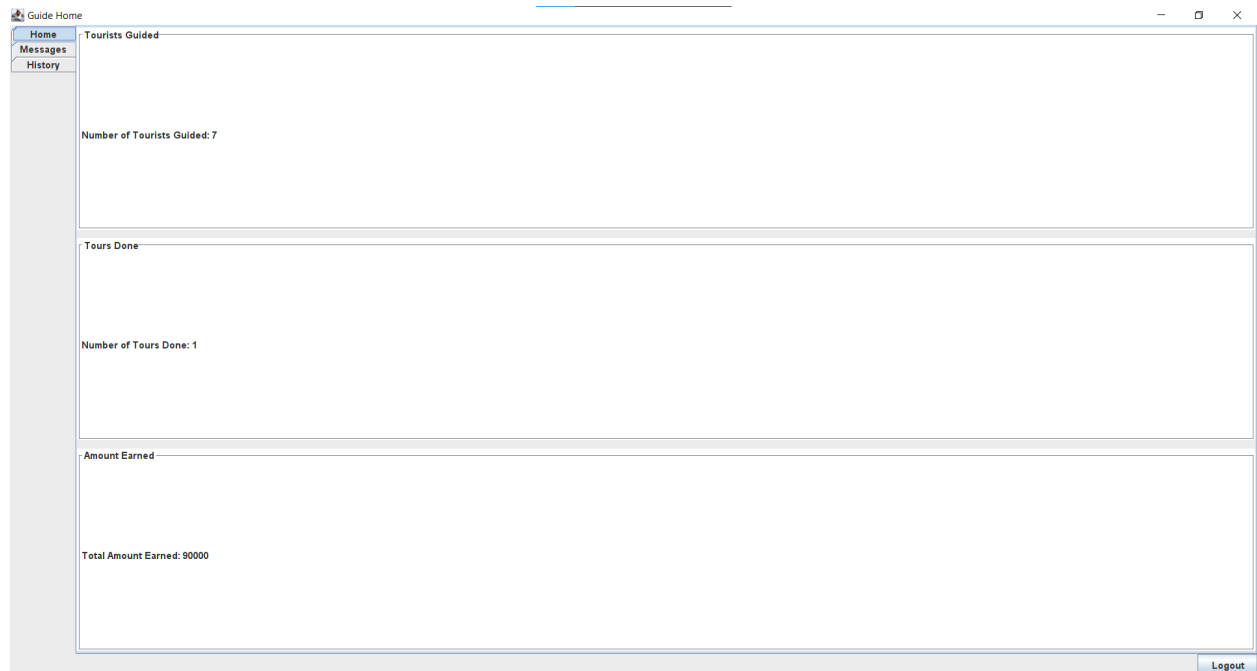 Guide Home
Home
Messages
History
Tourists Guided
Number of Tourists Guided: 7
Tours Done
Number of Tours Done: 1
Amount Earned
Total Amount Earned: 90000
Logout